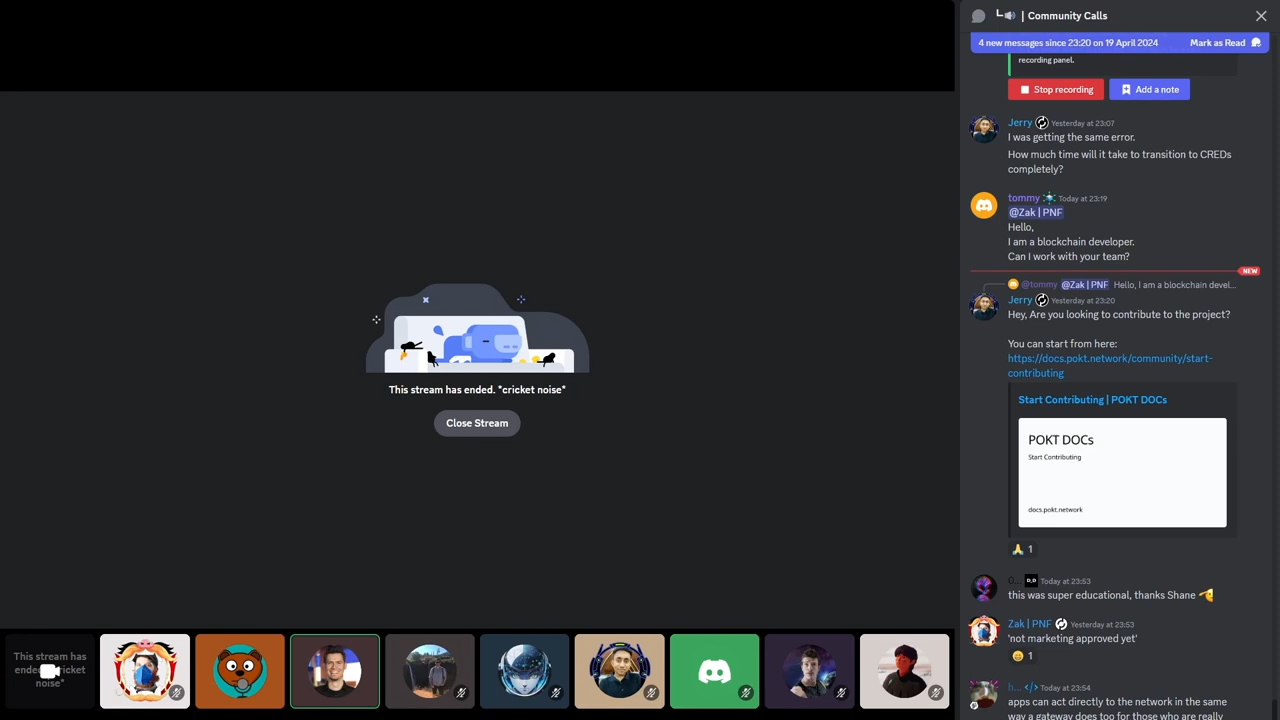 ┗🔊 | Community Calls
4 new messages since 23:20 on 19 April 2024 Mark as Read
recording panel.
Stop recording Add a note
Jerry Yesterday at 23:07
I was getting the same error.
How much time will it take to transition to CREDs
completely?
tommy Today at 23:19
@Zak | PNF
Hello,
I am a blockchain developer.
Can I work with your team?
NEW
@tommy @Zak | PNF Hello, I am a blockchain devel...
Jerry Yesterday at 23:20
Hey, Are you looking to contribute to the project?
You can start from here:
https://docs.pokt.network/community/start-
contributing
Start Contributing | POKT DOCs
POKT DOCs
Start Contributing
docs.pokt.network
🙏 1
Today at 23:53
this was super educational, thanks Shane 🫡
Zak | PNF Yesterday at 23:53
'not marketing approved yet'
😄 1
h... </> Today at 23:54
apps can act directly to the network in the same
way a gateway does too for those who are really
This stream has ended. *cricket noise*
Close Stream
This stream has
noise"